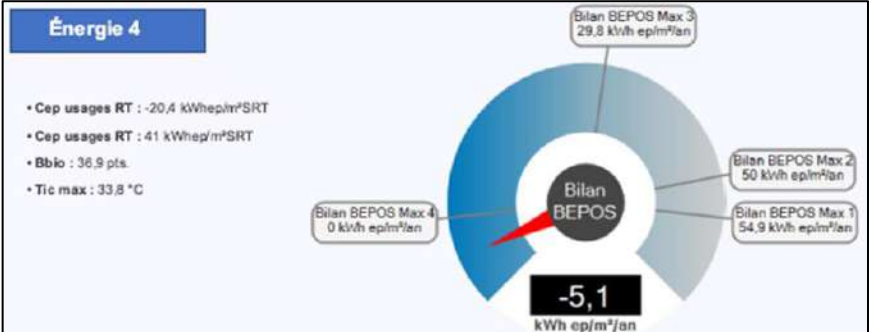 Énergie 4
• Cep usages RT : -20,4 kWhep/m²SRT
• Cep usages RT : 41 kWhep/m²SRT
• Bbio : 36,9 pts.
• Tic max : 33,8 °C
Bilan BEPOS Max 3
29,8 kWh ep/m²/an
Bilan BEPOS Max 2
50 kWh ep/m²/an
Bilan BEPOS Max 1
54,9 kWh ep/m²/an
Bilan BEPOS Max 4
0 kWh ep/m²/an
Bilan
BEPOS
-5,1
kWh ep/m²/an